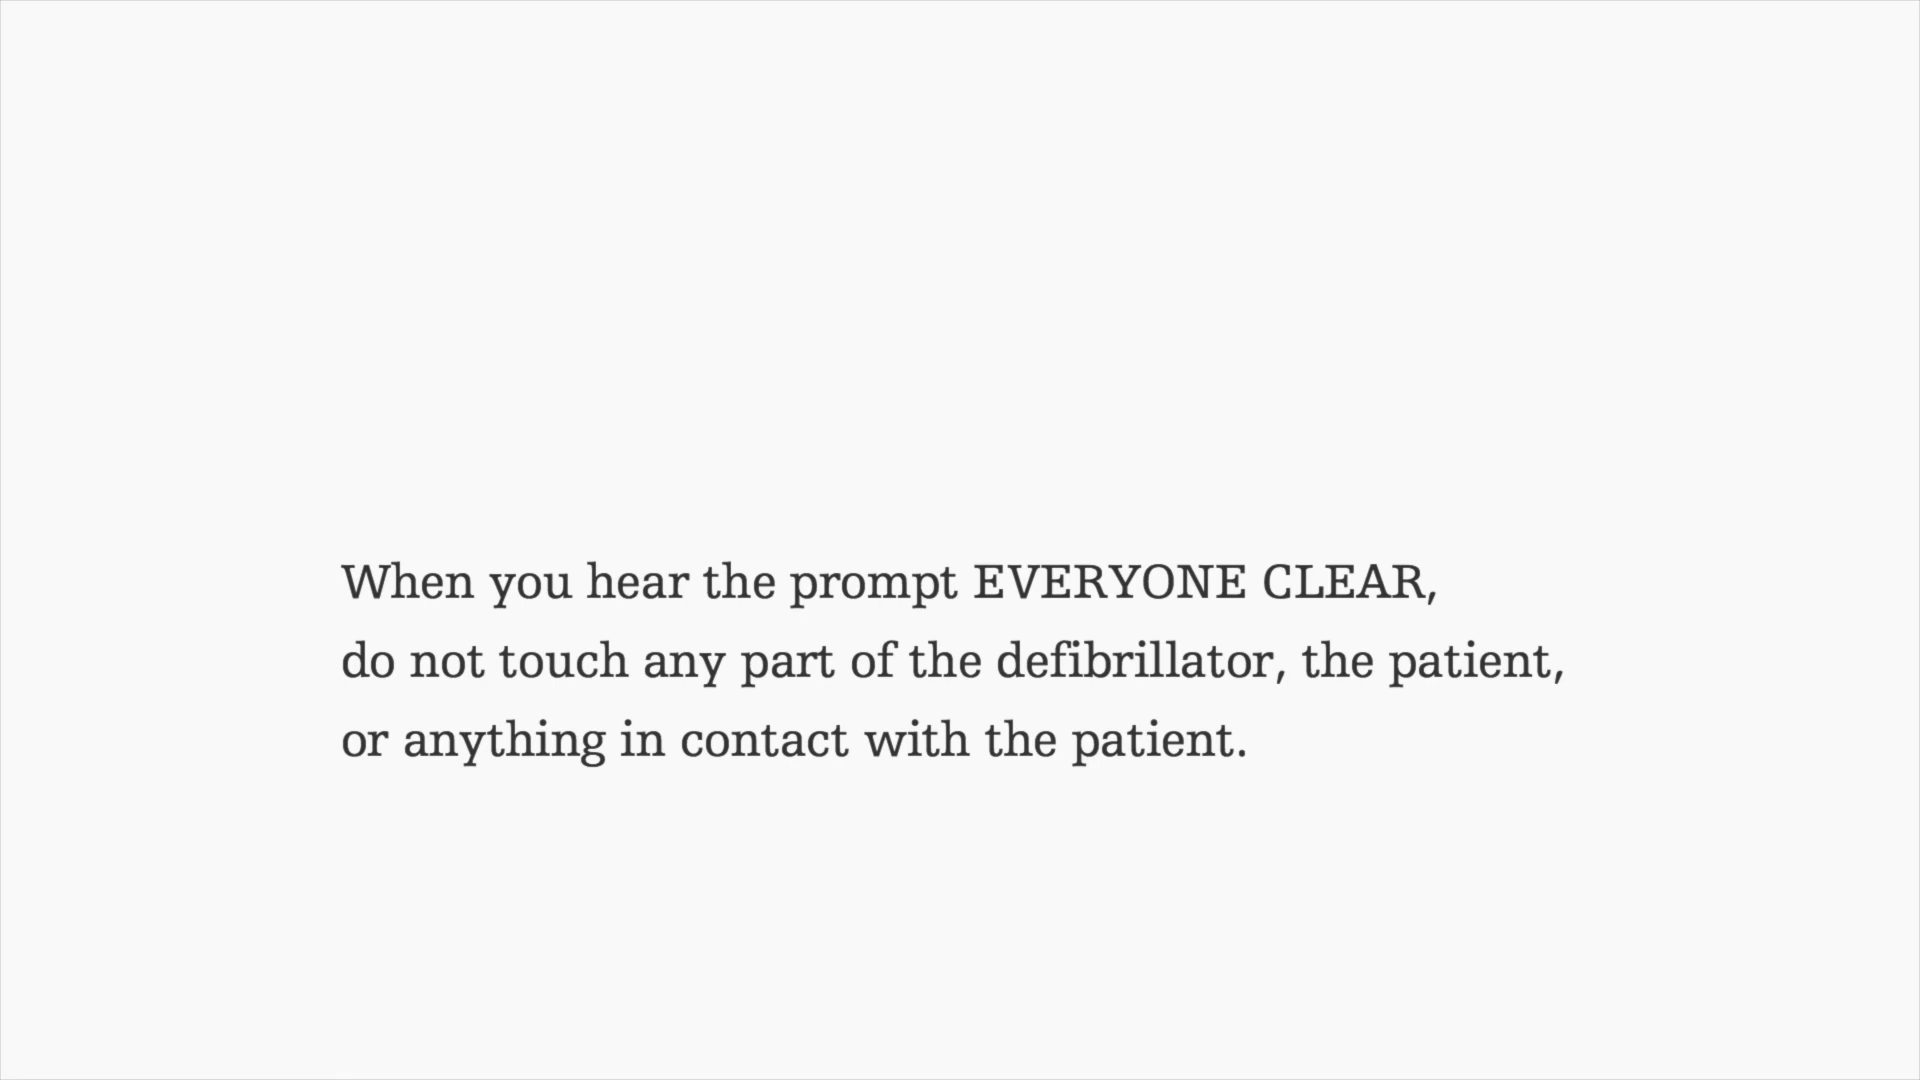 When you hear the prompt EVERYONE CLEAR,
do not touch any part of the defibrillator, the patient,
or anything in contact with the patient.